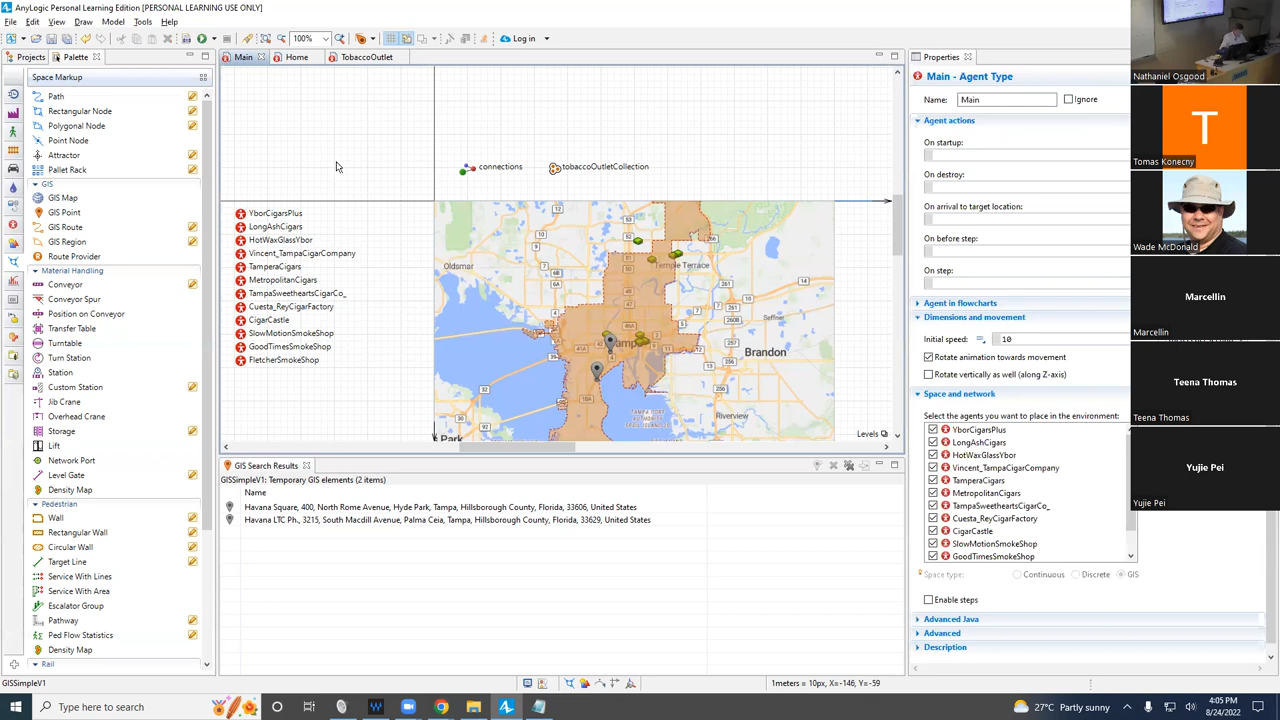 AnyLogic Personal Learning Edition [PERSONAL LEARNING USE ONLY]
File Edit View Draw Model Tools Help
100% Log in
Projects Palette
Main Home TobaccoOutlet
Properties
Space Markup
Path
Rectangular Node
Polygonal Node
Point Node
Attractor
Pallet Rack
GIS
GIS Map
GIS Point
GIS Route
GIS Region
Route Provider
Material Handling
Conveyor
Conveyor Spur
Position on Conveyor
Transfer Table
Turntable
Turn Station
Station
Custom Station
Jib Crane
Overhead Crane
Storage
Lift
Network Port
Level Gate
Density Map
Pedestrian
Wall
Rectangular Wall
Circular Wall
Target Line
Service With Lines
Service With Area
Escalator Group
Pathway
Ped Flow Statistics
Density Map
Rail
connections tobaccoOutletCollection
YborCigarsPlus
LongAshCigars
HotWaxGlassYbor
Vincent_TampaCigarCompany
TamperaCigars
MetropolitanCigars
TampaSweetheartsCigarCo_
Cuesta_ReyCigarFactory
CigarCastle
SlowMotionSmokeShop
GoodTimesSmokeShop
FletcherSmokeShop
Oldsmar
Temple Terrace
Seffner
Brandon
Riverview
Park
Levels
GIS Search Results
GISSimpleV1: Temporary GIS elements (2 items)
Name
Havana Square, 400, North Rome Avenue, Hyde Park, Tampa, Hillsborough County, Florida, 33606, United States
Havana LTC Ph., 3215, South Macdill Avenue, Palma Ceia, Tampa, Hillsborough County, Florida, 33629, United States
Main - Agent Type
Name: Main Ignore
Agent actions
On startup:
On destroy:
On arrival to target location:
On before step:
On step:
Agent in flowcharts
Dimensions and movement
Initial speed: 10
Rotate animation towards movement
Rotate vertically as well (along Z-axis)
Space and network
Select the agents you want to place in the environment:
YborCigarsPlus
LongAshCigars
HotWaxGlassYbor
Vincent_TampaCigarCompany
TamperaCigars
MetropolitanCigars
TampaSweetheartsCigarCo_
Cuesta_ReyCigarFactory
CigarCastle
SlowMotionSmokeShop
GoodTimesSmokeShop
Space type: Continuous Discrete GIS
Enable steps
Advanced Java
Advanced
Description
Nathaniel Osgood
T
Tomas Konecny
Wade McDonald
Marcellin
Marcellin
Teena Thomas
Teena Thomas
Yujie Pei
Yujie Pei
GISSimpleV1
1meters = 10px, X=-146, Y=-59
Type here to search
27°C Partly sunny
4:05 PM
8/24/2022